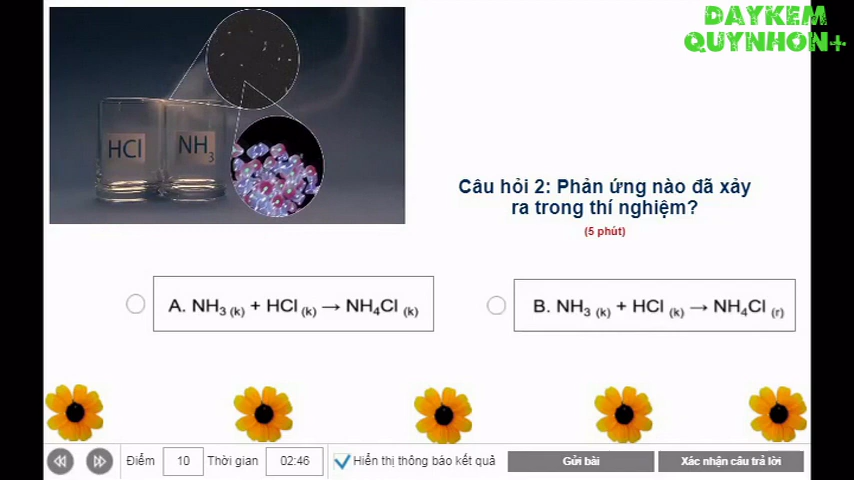 DAYKEM
QUYNHON+
HCl
NH₃
Câu hỏi 2: Phản ứng nào đã xảy
ra trong thí nghiệm?
(5 phút)
A. NH₃ (k) + HCl (k) → NH₄Cl (k)
B. NH₃ (k) + HCl (k) → NH₄Cl (r)
Điểm 10 Thời gian 02:46 Hiển thị thông báo kết quả Gửi bài Xác nhận câu trả lời